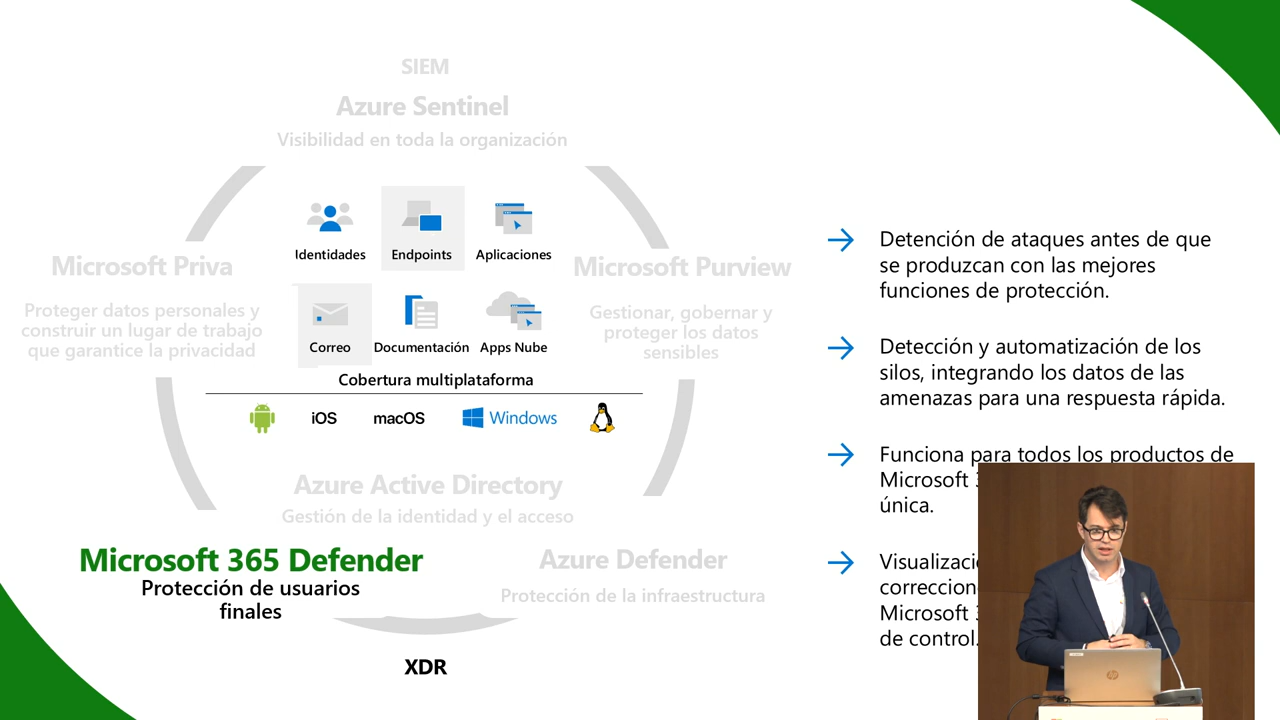 SIEM
Azure Sentinel
Visibilidad en toda la organización
Identidades
Endpoints
Aplicaciones
Microsoft Priva
Proteger datos personales y
construir un lugar de trabajo
que garantice la privacidad
Microsoft Purview
Gestionar, gobernar y
proteger los datos
sensibles
Correo
Documentación
Apps Nube
Cobertura multiplataforma
iOS
macOS
Windows
Azure Active Directory
Gestión de la identidad y el acceso
Microsoft 365 Defender
Protección de usuarios
finales
Azure Defender
Protección de la infraestructura
XDR
Detención de ataques antes de que
se produzcan con las mejores
funciones de protección.
Detección y automatización de los
silos, integrando los datos de las
amenazas para una respuesta rápida.
Funciona para todos los productos de
Microsoft
única.
Microsoft
de control.
hp